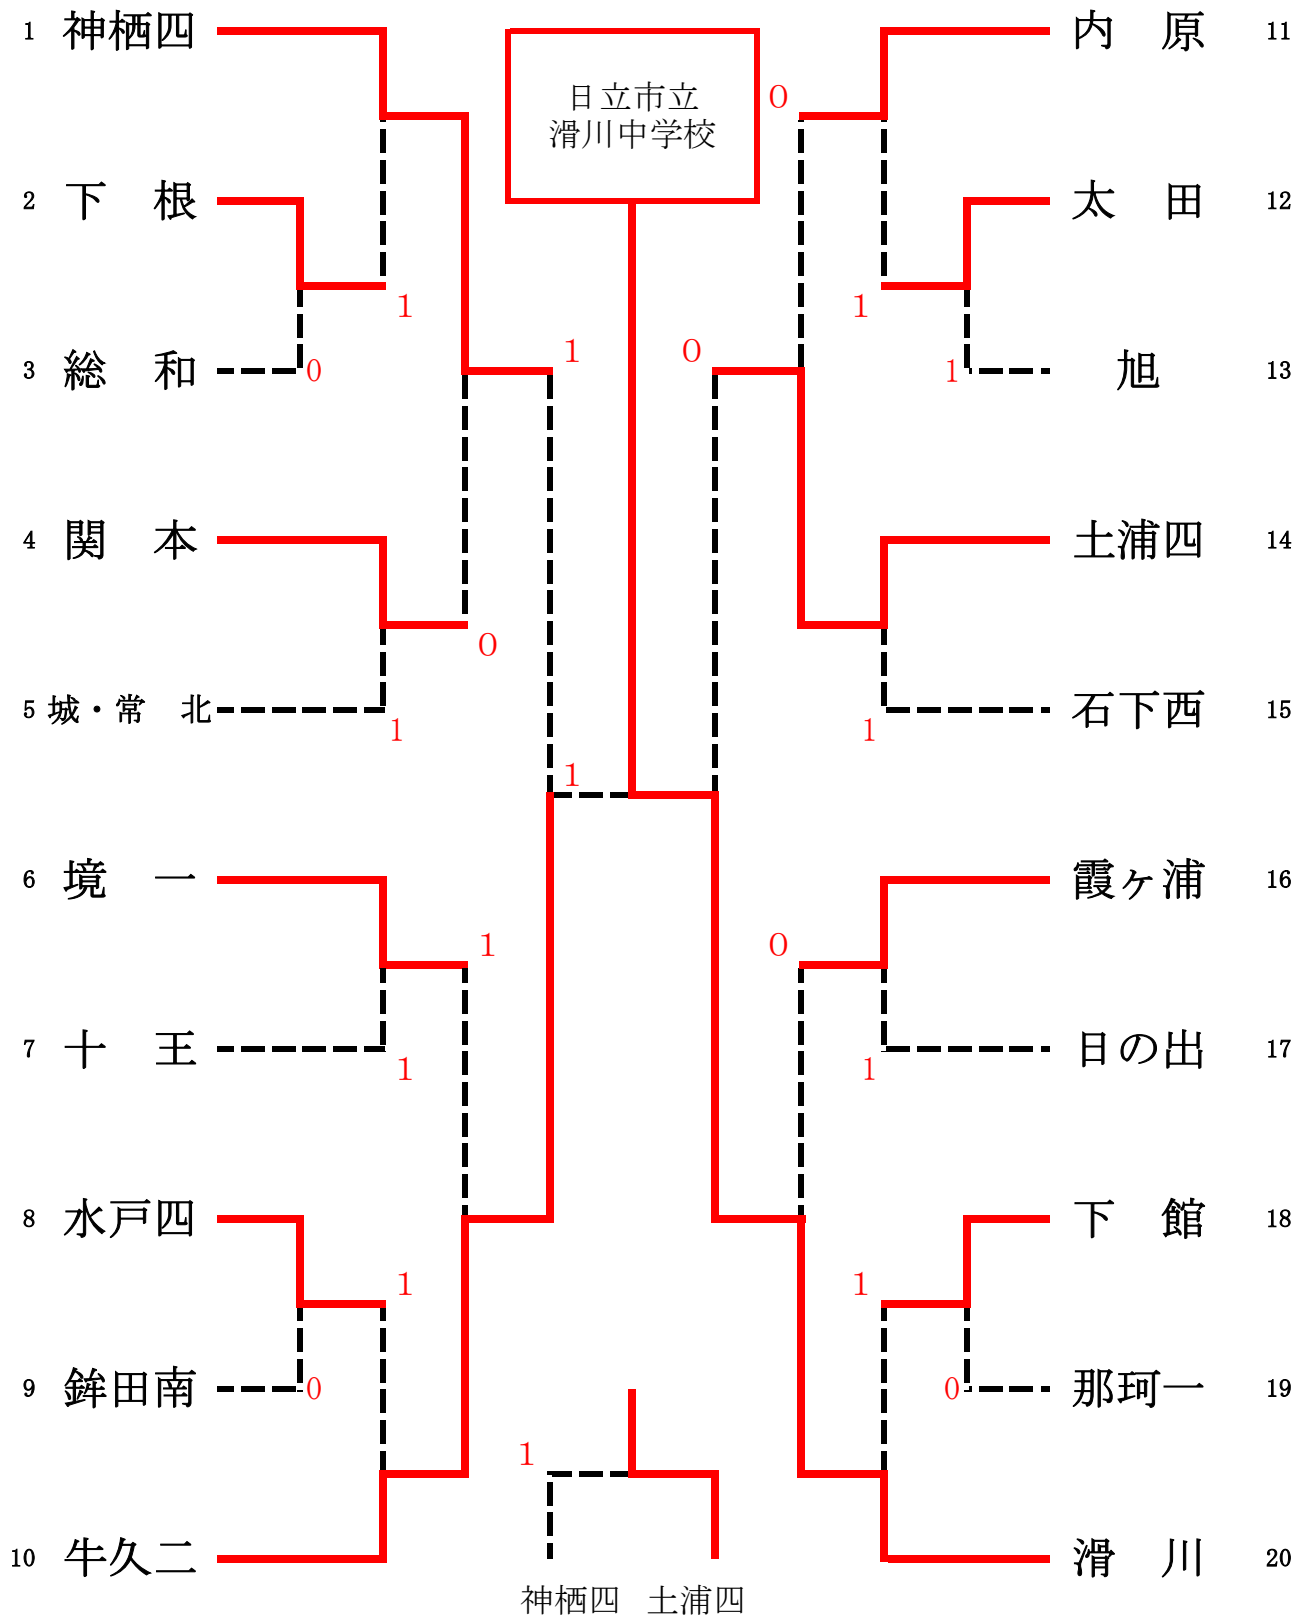 1 神栖四
2 下　根
3 総　和
4 関　本
5 城・常　北
6 境　一
7 十　王
8 水戸四
9 鉾田南
10 牛久二
日立市立
滑川中学校
1
0
1
0
1
1
1
1
1
0
1
神栖四 土浦四
0
0
1
1
1
0
1
1
0
内　原 11
太　田 12
旭 13
土浦四 14
石下西 15
霞ヶ浦 16
日の出 17
下　館 18
那珂一 19
滑　川 20